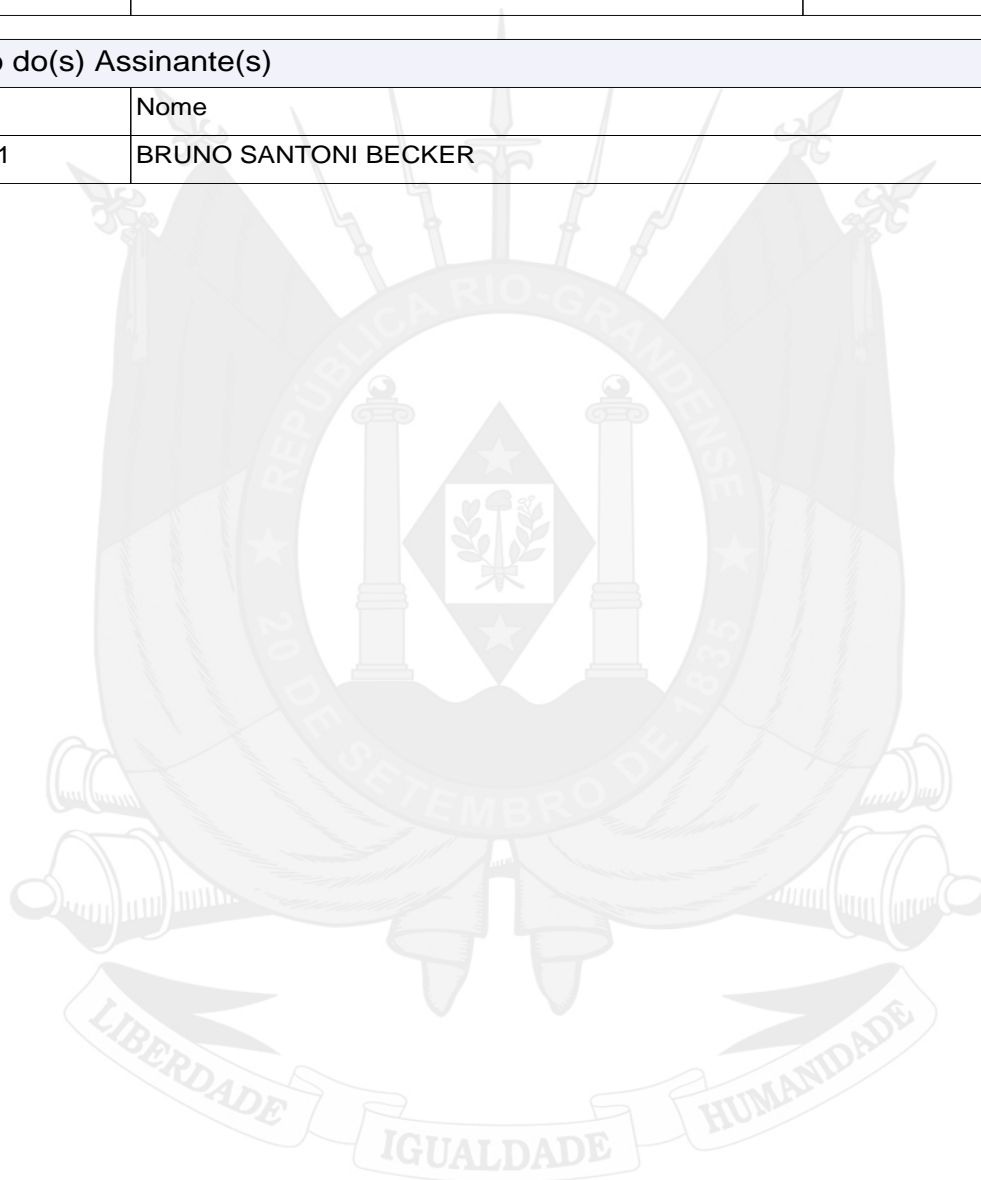 o do(s) Assinante(s)
Nome
1 BRUNO SANTONI BECKER
REPÚBLICA RIO-GRANDENSE
★ 20 DE SETEMBRO DE 1835 ★
LIBERDADE IGUALDADE HUMANIDADE